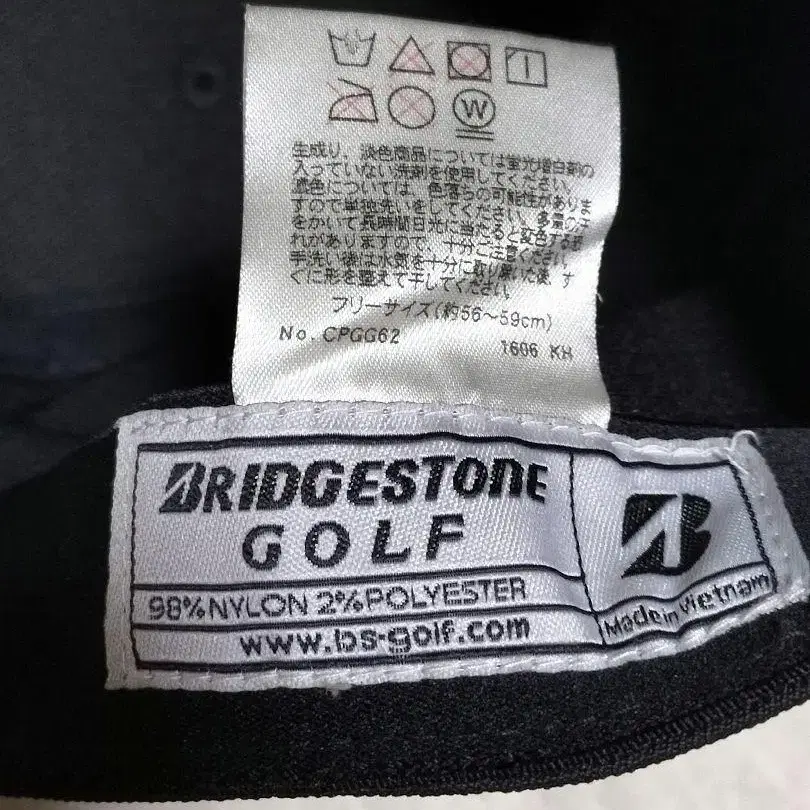 W
生成り、淡色商品については蛍光増白剤の
入っていない洗剤を使用してください。
濃色については、色落ちの可能性がありま
すので単独洗いをしてください。多量の汗
をかいて長時間日光に当たると変色する恐
れがありますので、十分ご注意ください。
手洗い後は水気を十分に取り除いた後、す
ぐに形を整えて干してください。
フリーサイズ(約56～59cm)
No. CPGG62 1606 KH
BRIDGESTONE
GOLF
B
98%NYLON 2%POLYESTER
www.bs-golf.com
Made in Vietnam